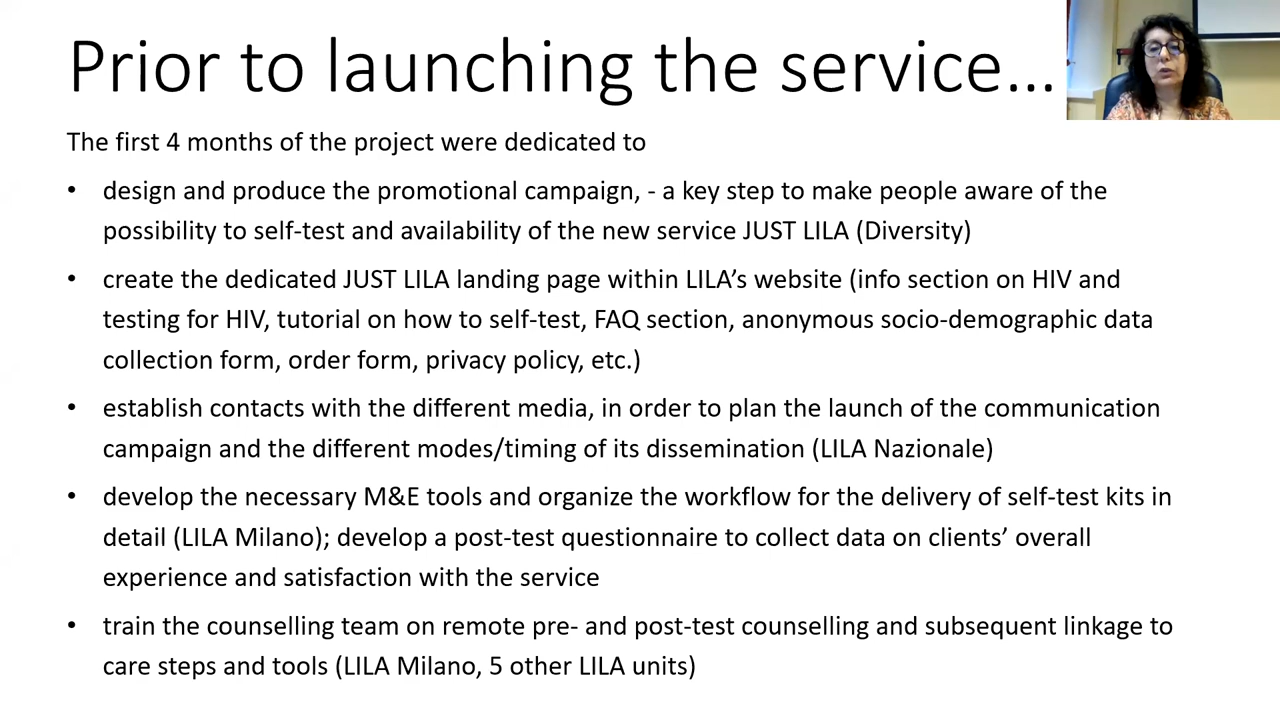 Prior to launching the service...
The first 4 months of the project were dedicated to
• design and produce the promotional campaign, - a key step to make people aware of the
possibility to self-test and availability of the new service JUST LILA (Diversity)
• create the dedicated JUST LILA landing page within LILA’s website (info section on HIV and
testing for HIV, tutorial on how to self-test, FAQ section, anonymous socio-demographic data
collection form, order form, privacy policy, etc.)
• establish contacts with the different media, in order to plan the launch of the communication
campaign and the different modes/timing of its dissemination (LILA Nazionale)
• develop the necessary M&E tools and organize the workflow for the delivery of self-test kits in
detail (LILA Milano); develop a post-test questionnaire to collect data on clients’ overall
experience and satisfaction with the service
• train the counselling team on remote pre- and post-test counselling and subsequent linkage to
care steps and tools (LILA Milano, 5 other LILA units)